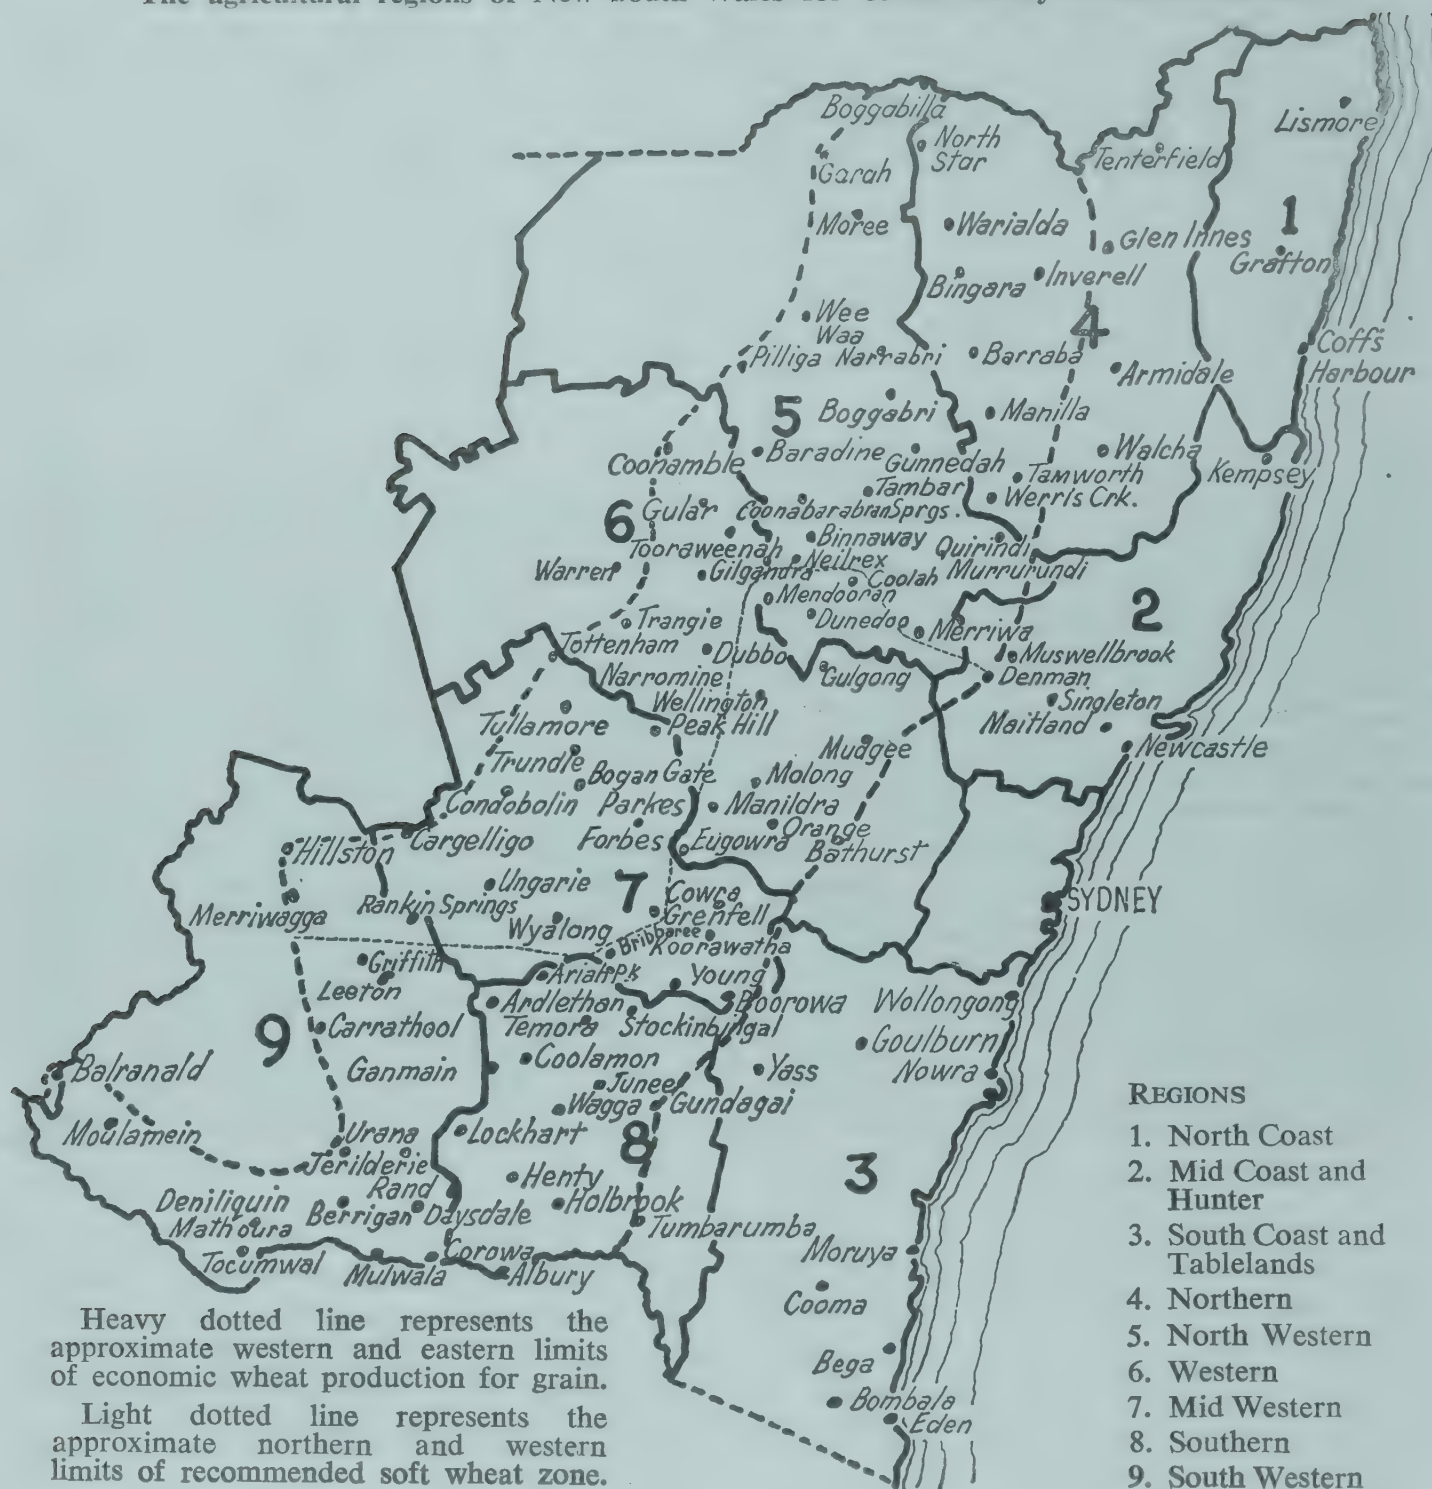 The agricultural regions of New South Wales for
Boggabilla
North
Star
Garah
Tenterfield
Lismore
Moree
Warialda
Glen Innes
1
Grafton
Bingara
Inverell
Wee
Waa
4
Pilliga
Narrabri
Barraba
Armidale
Coffs
Harbour
5
Boggabri
Manilla
Coonamble
Baradine
Gunnedah
Walcha
Kempsey
Tamworth
Tambar
Sprgs.
Werris Crk.
6
Gular
Coonabarabran
Tooraweenah
Binnaway
Quirindi
Neilrex
Warren
Gilgandra
Coolah
Murrurundi
Mendooran
2
Trangie
Dunedoo
Merriwa
Tottenham
Dubbo
Muswellbrook
Narromine
Gulgong
Denman
Wellington
Singleton
Tullamore
Peak Hill
Maitland
Mudgee
Newcastle
Trundle
Bogan Gate
Molong
Condobolin
Parkes
Manildra
Orange
Hillston
Cargelligo
Forbes
Eugowra
Bathurst
Ungarie
7
Cowra
SYDNEY
Merriwagga
Rankin Springs
Grenfell
Wyalong
Bribbaree
Koorawatha
Griffith
Ariah Pk
Young
Leeton
Ardlethan
Boorowa
Wollongong
9
Carrathool
Temora
Stockinbingal
Goulburn
Balranald
Ganmain
Coolamon
Yass
Nowra
Junee
Wagga
Gundagai
Moulamein
Urana
Lockhart
8
3
Jerilderie
Henty
Deniliquin
Rand
Holbrook
Mathoura
Berrigan
Daysdale
Tumbarumba
Tocumwal
Mulwala
Corowa
Albury
Moruya
Cooma
Bega
Bombala
Eden
Heavy dotted line represents the
approximate western and eastern limits
of economic wheat production for grain.
Light dotted line represents the
approximate northern and western
limits of recommended soft wheat zone.
REGIONS
1. North Coast
2. Mid Coast and
Hunter
3. South Coast and
Tablelands
4. Northern
5. North Western
6. Western
7. Mid Western
8. Southern
9. South Western